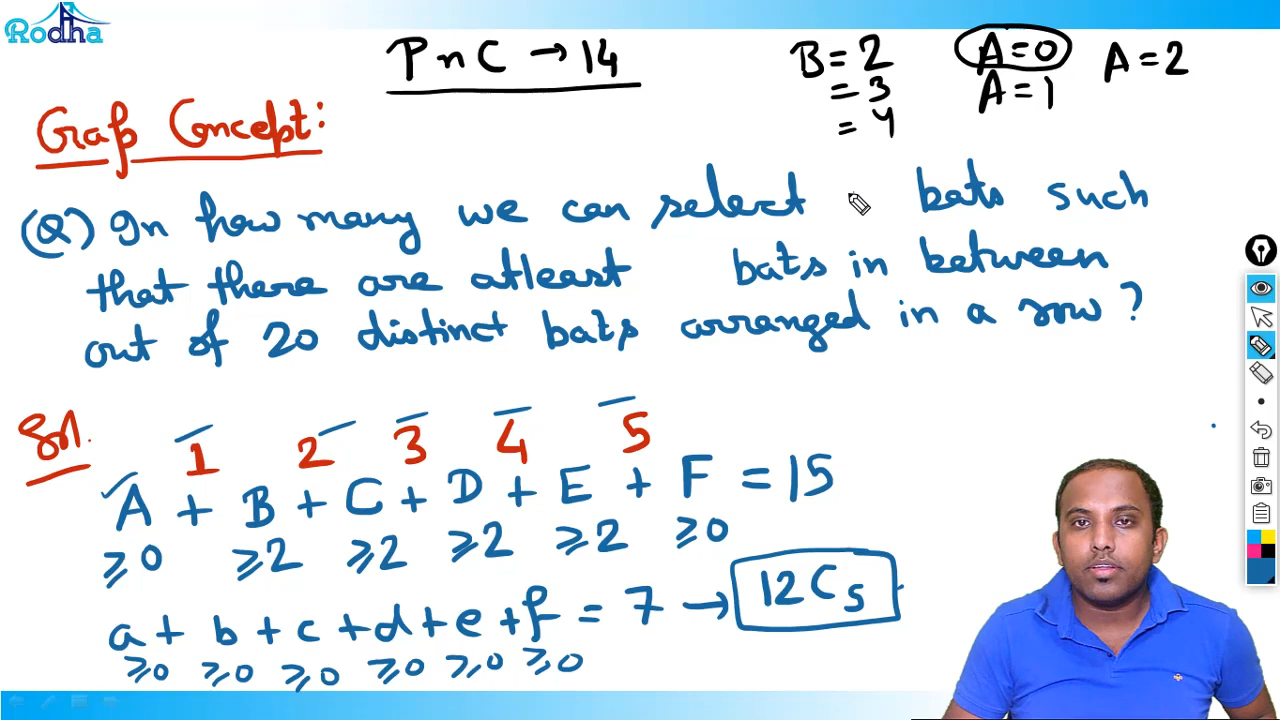 Rodha
PnC → 14
B = 2
= 3
= 4
A = 0
A = 1
A = 2
Gap Concept:
(Q) In how many we can select bats such
that there are atleast bats in between
out of 20 distinct bats arranged in a row ?
Sol.
1 2 3 4 5
A + B + C + D + E + F = 15
≥0 ≥2 ≥2 ≥2 ≥2 ≥0
a + b + c + d + e + f = 7 → 12C5
≥0 ≥0 ≥0 ≥0 ≥0 ≥0